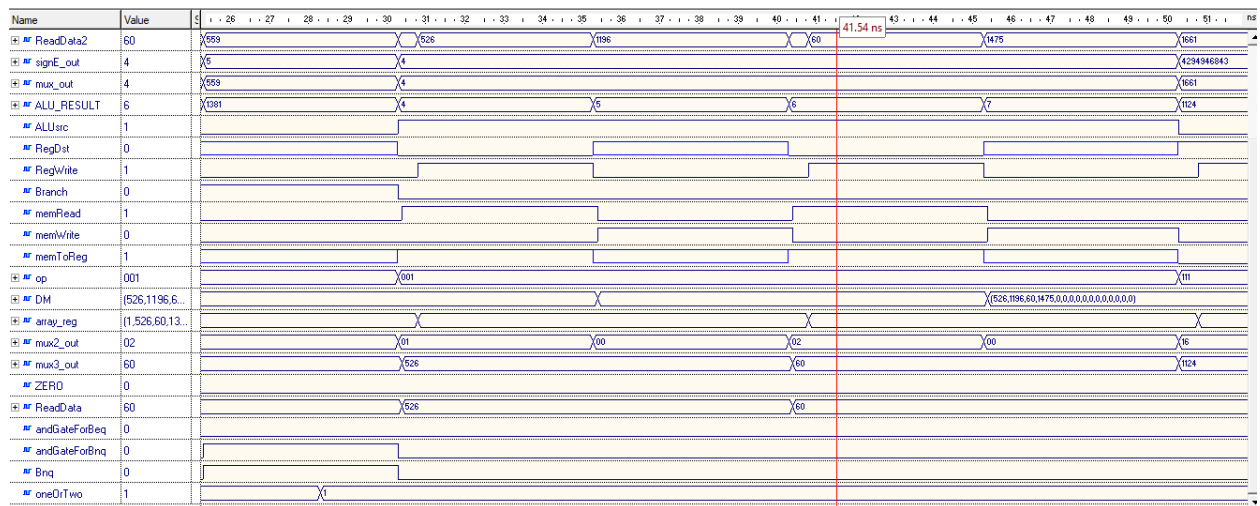 Name Value S 26 27 28 29 30 31 32 33 34 35 36 37 38 39 40 41 43 44 45 46 47 48 49 50 51 ns
41.54 ns
ReadData2 60 559 526 1196 60 1475 1661
signE_out 4 5 4 4294946843
mux_out 4 559 4 1661
ALU_RESULT 6 1381 4 5 6 7 1124
ALUsrc 1
RegDst 0
RegWrite 1
Branch 0
memRead 1
memWrite 0
memToReg 1
op 001 001 111
DM (526,1196,6... (526,1196,60,1475,0,0,0,0,0,0,0,0,0,0,0,0)
array_reg (1,526,60,13...
mux2_out 02 01 00 02 00 16
mux3_out 60 526 60 1124
ZERO 0
ReadData 60 526 60
andGateForBeq 0
andGateForBnq 0
Bnq 0
oneOrTwo 1 1